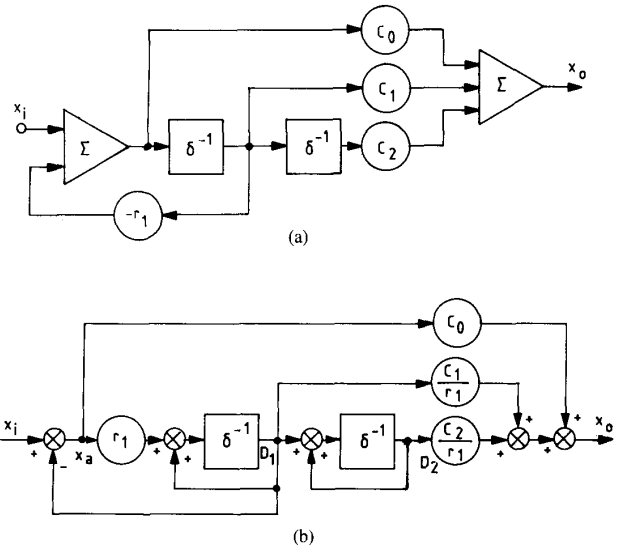 C₀
xᵢ
Σ
δ⁻¹
C₁
δ⁻¹
C₂
Σ
xₒ
-r₁
(a)
C₀
C₁
r₁
xᵢ
+
-
xₐ
r₁
+
+
δ⁻¹
D₁
+
+
δ⁻¹
D₂
C₂
r₁
+
+
+
+
xₒ
(b)